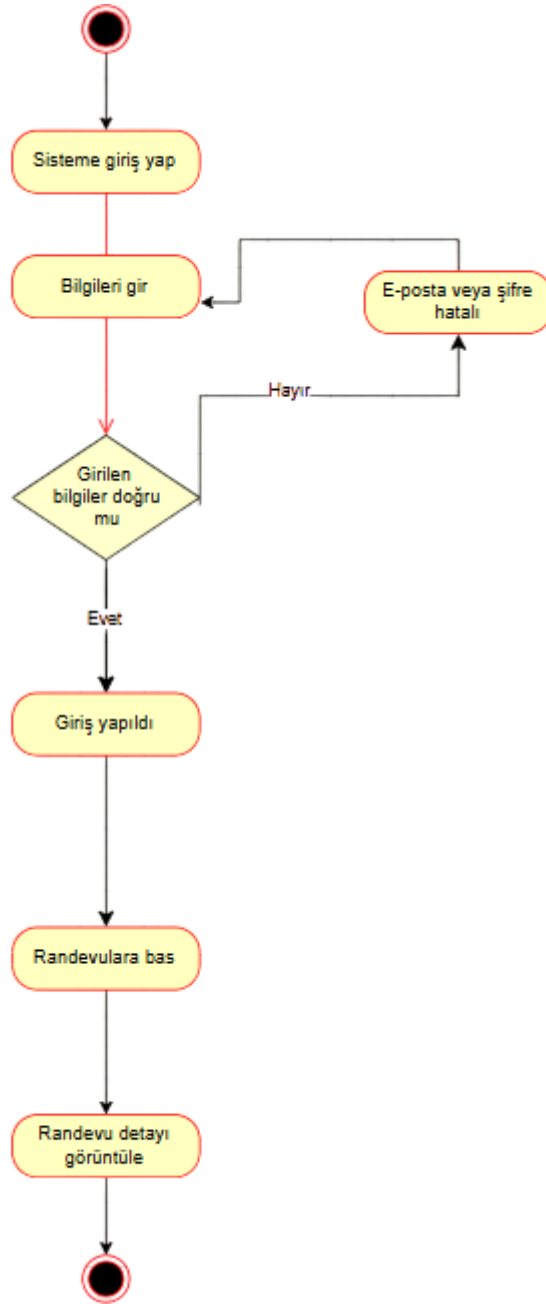 Sisteme giriş yap
Bilgileri gir
E-posta veya şifre
hatalı
Hayır
Girilen
bilgiler doğru
mu
Evet
Giriş yapıldı
Randevulara bas
Randevu detayı
görüntüle